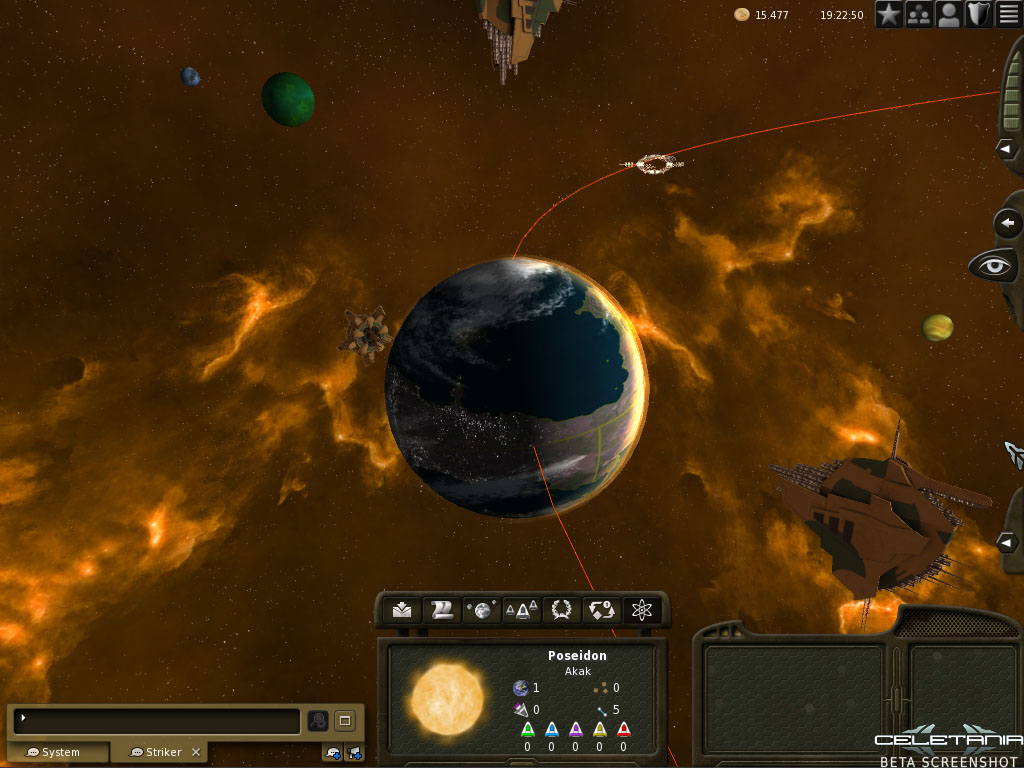 15.477 19:22:50
Poseidon
Akak
1 0
0 5
0 0 0 0 0
System Striker
CELETANIA
BETA SCREENSHOT